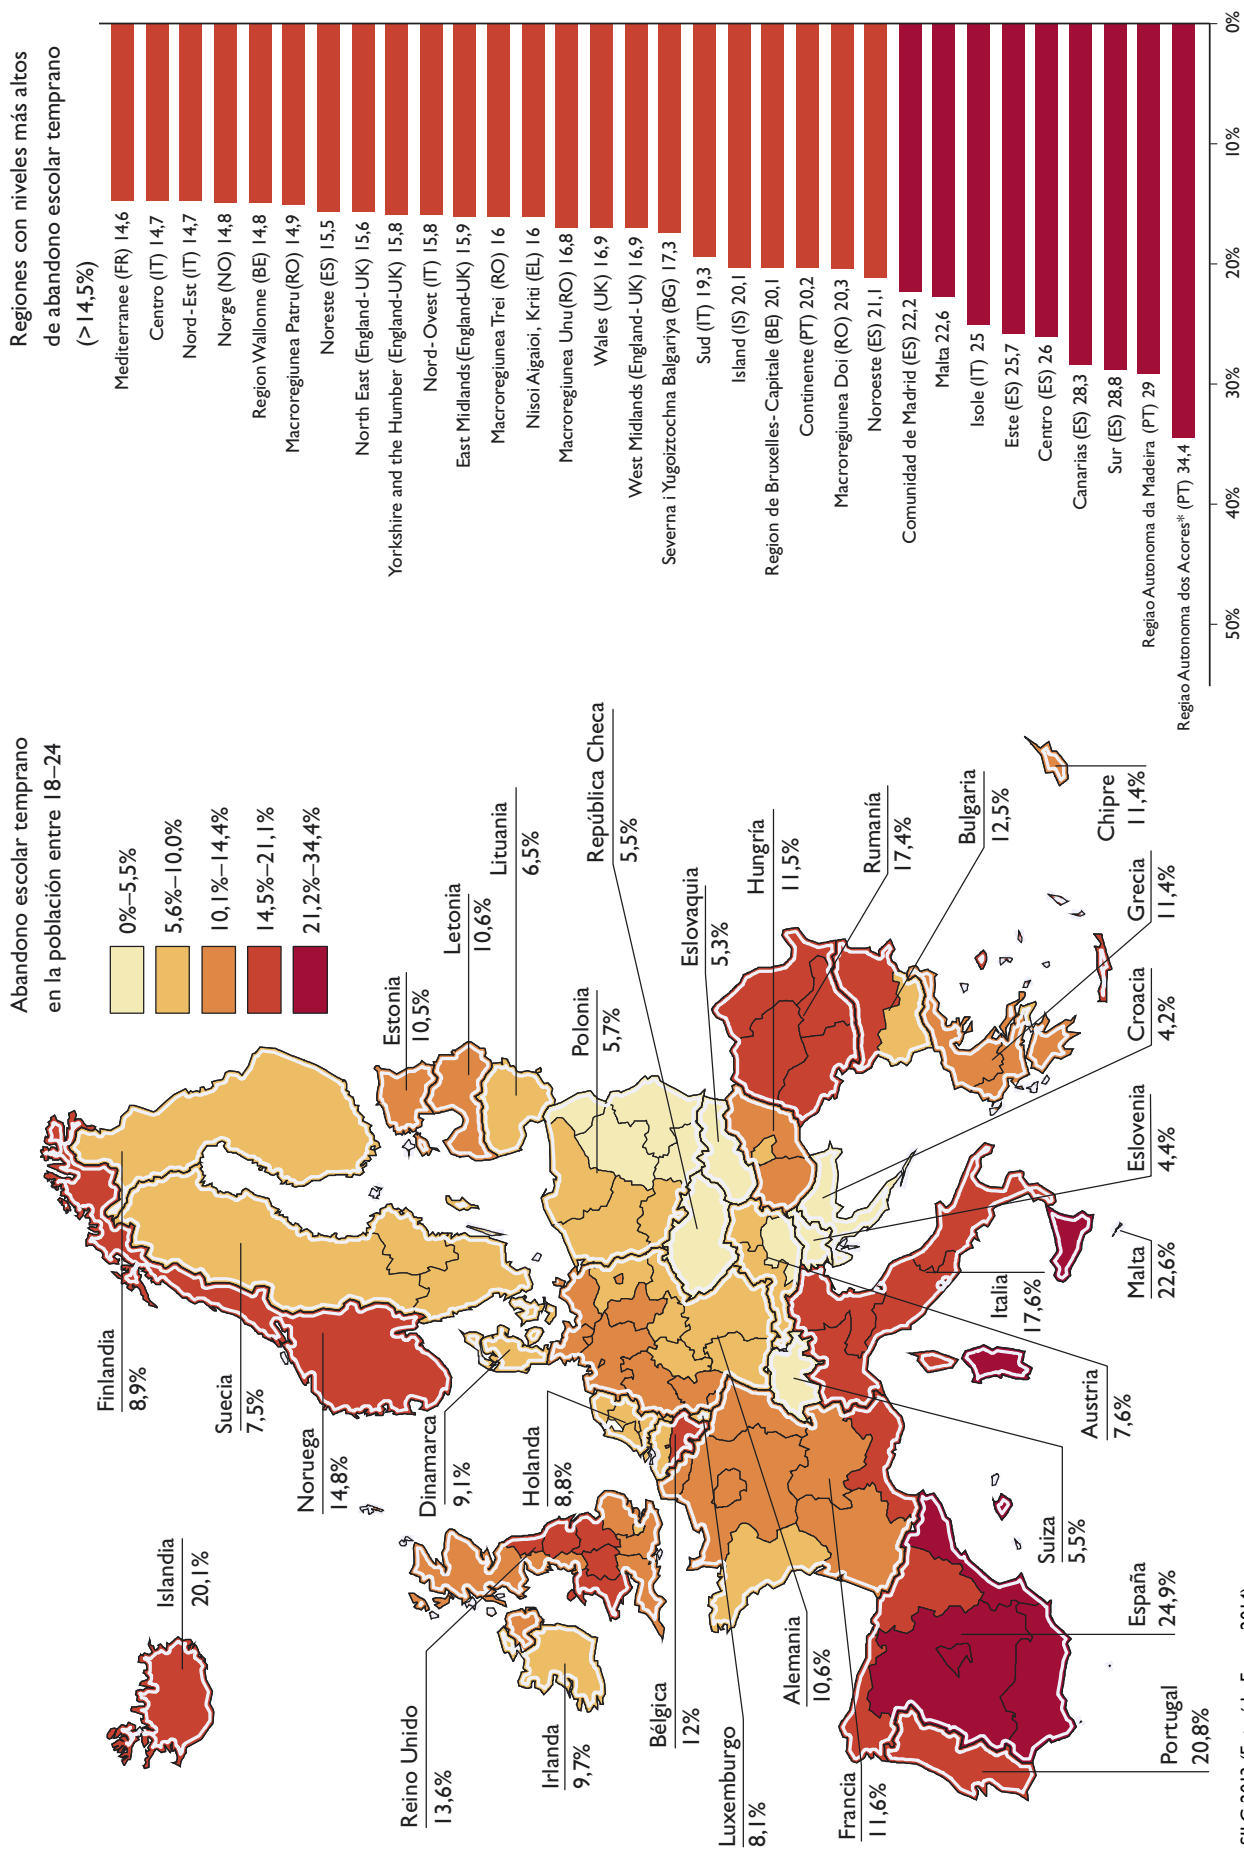 Abandono escolar temprano
en la población entre 18–24
0%–5,5%
5,6%–10,0%
10,1%–14,4%
14,5%–21,1%
21,2%–34,4%
Islandia
20,1%
Finlandia
8,9%
Suecia
7,5%
Noruega
14,8%
Dinamarca
9,1%
Holanda
8,8%
Estonia
10,5%
Letonia
10,6%
Lituania
6,5%
Polonia
5,7%
República Checa
5,5%
Eslovaquia
5,3%
Hungría
11,5%
Rumanía
17,4%
Bulgaria
12,5%
Chipre
11,4%
Grecia
11,4%
Croacia
4,2%
Eslovenia
4,4%
Malta
22,6%
Italia
17,6%
Austria
7,6%
Suiza
5,5%
España
24,9%
Portugal
20,8%
Francia
11,6%
Alemania
10,6%
Luxemburgo
8,1%
Bélgica
12%
Irlanda
9,7%
Reino Unido
13,6%
Regiones con niveles más altos
de abandono escolar temprano
(>14,5%)
Mediterranee (FR) 14,6
Centro (IT) 14,7
Nord-Est (IT) 14,7
Norge (NO) 14,8
Region Wallonne (BE) 14,8
Macroregiunea Patru (RO) 14,9
Noreste (ES) 15,5
North East (England-UK) 15,6
Yorkshire and the Humber (England-UK) 15,8
Nord-Ovest (IT) 15,8
East Midlands (England-UK) 15,9
Macroregiunea Trei (RO) 16
Nisoi Aigaioi, Kriti (EL) 16
Macroregiunea Unu (RO) 16,8
Wales (UK) 16,9
West Midlands (England-UK) 16,9
Severna i Yugoiztochna Balgariya (BG) 17,3
Sud (IT) 19,3
Island (IS) 20,1
Region de Bruxelles-Capitale (BE) 20,1
Continente (PT) 20,2
Macroregiunea Doi (RO) 20,3
Noroeste (ES) 21,1
Comunidad de Madrid (ES) 22,2
Malta 22,6
Isole (IT) 25
Este (ES) 25,7
Centro (ES) 26
Canarias (ES) 28,3
Sur (ES) 28,8
Regiao Autonoma da Madeira (PT) 29
Regiao Autonoma dos Acores* (PT) 34,4
50% 40% 30% 20% 10% 0%